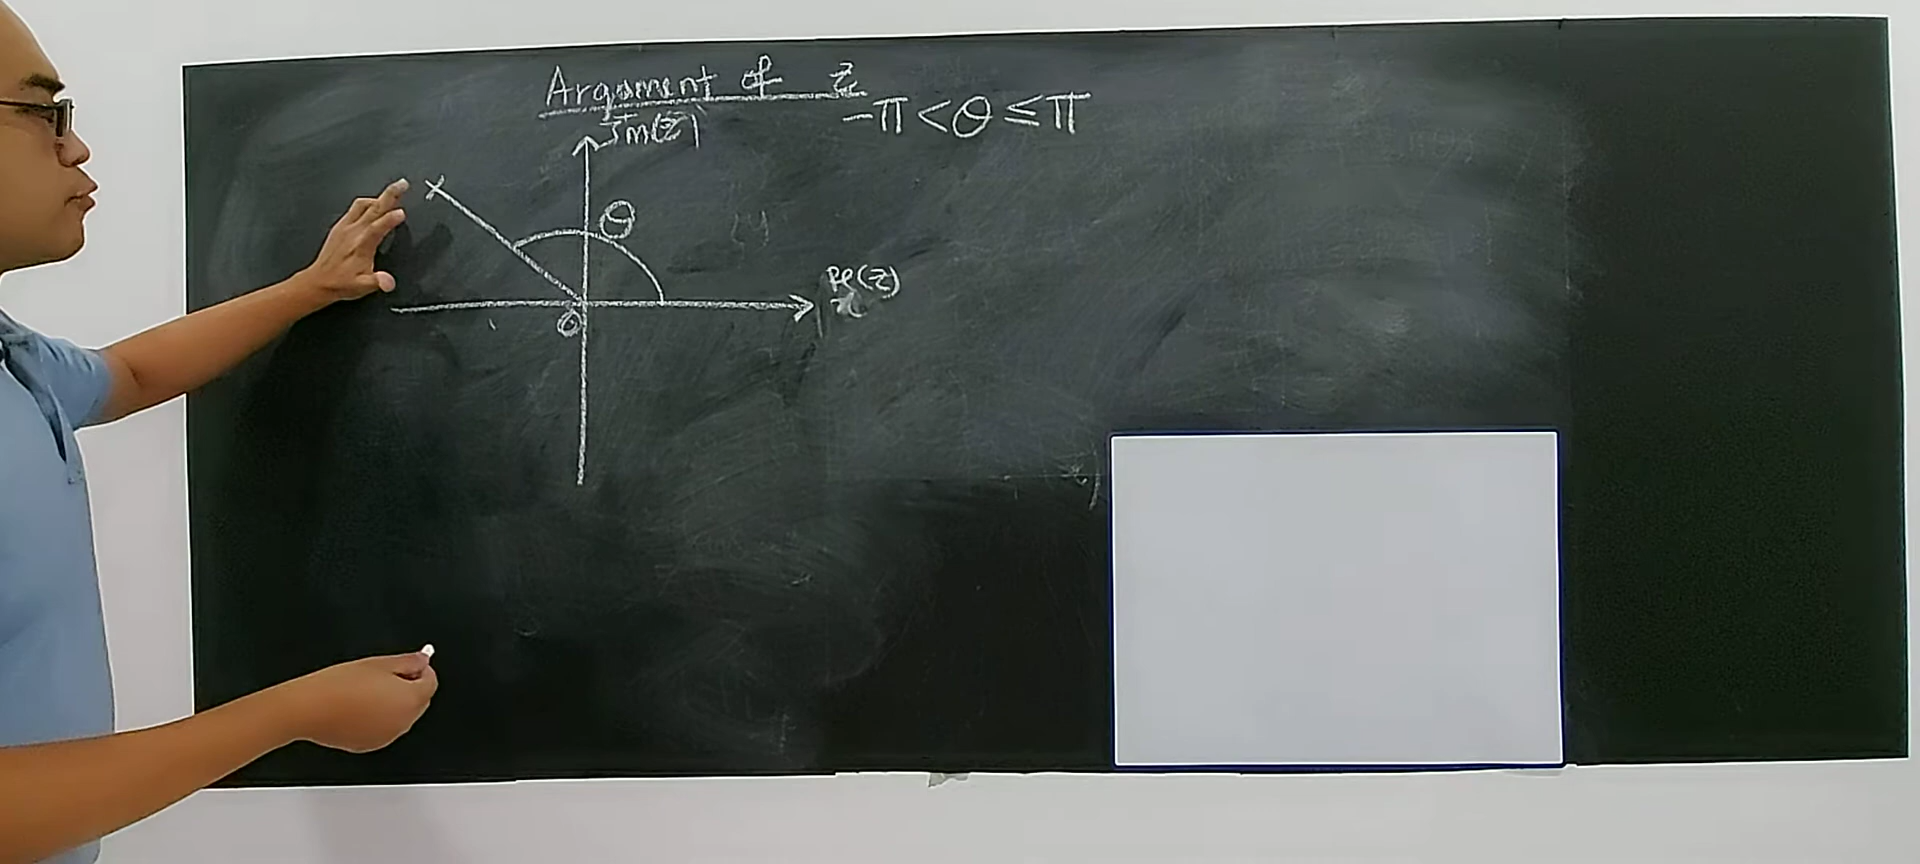 Argument of z
-π < θ ≤ π
Im(z)
θ
Re(z)
x
0